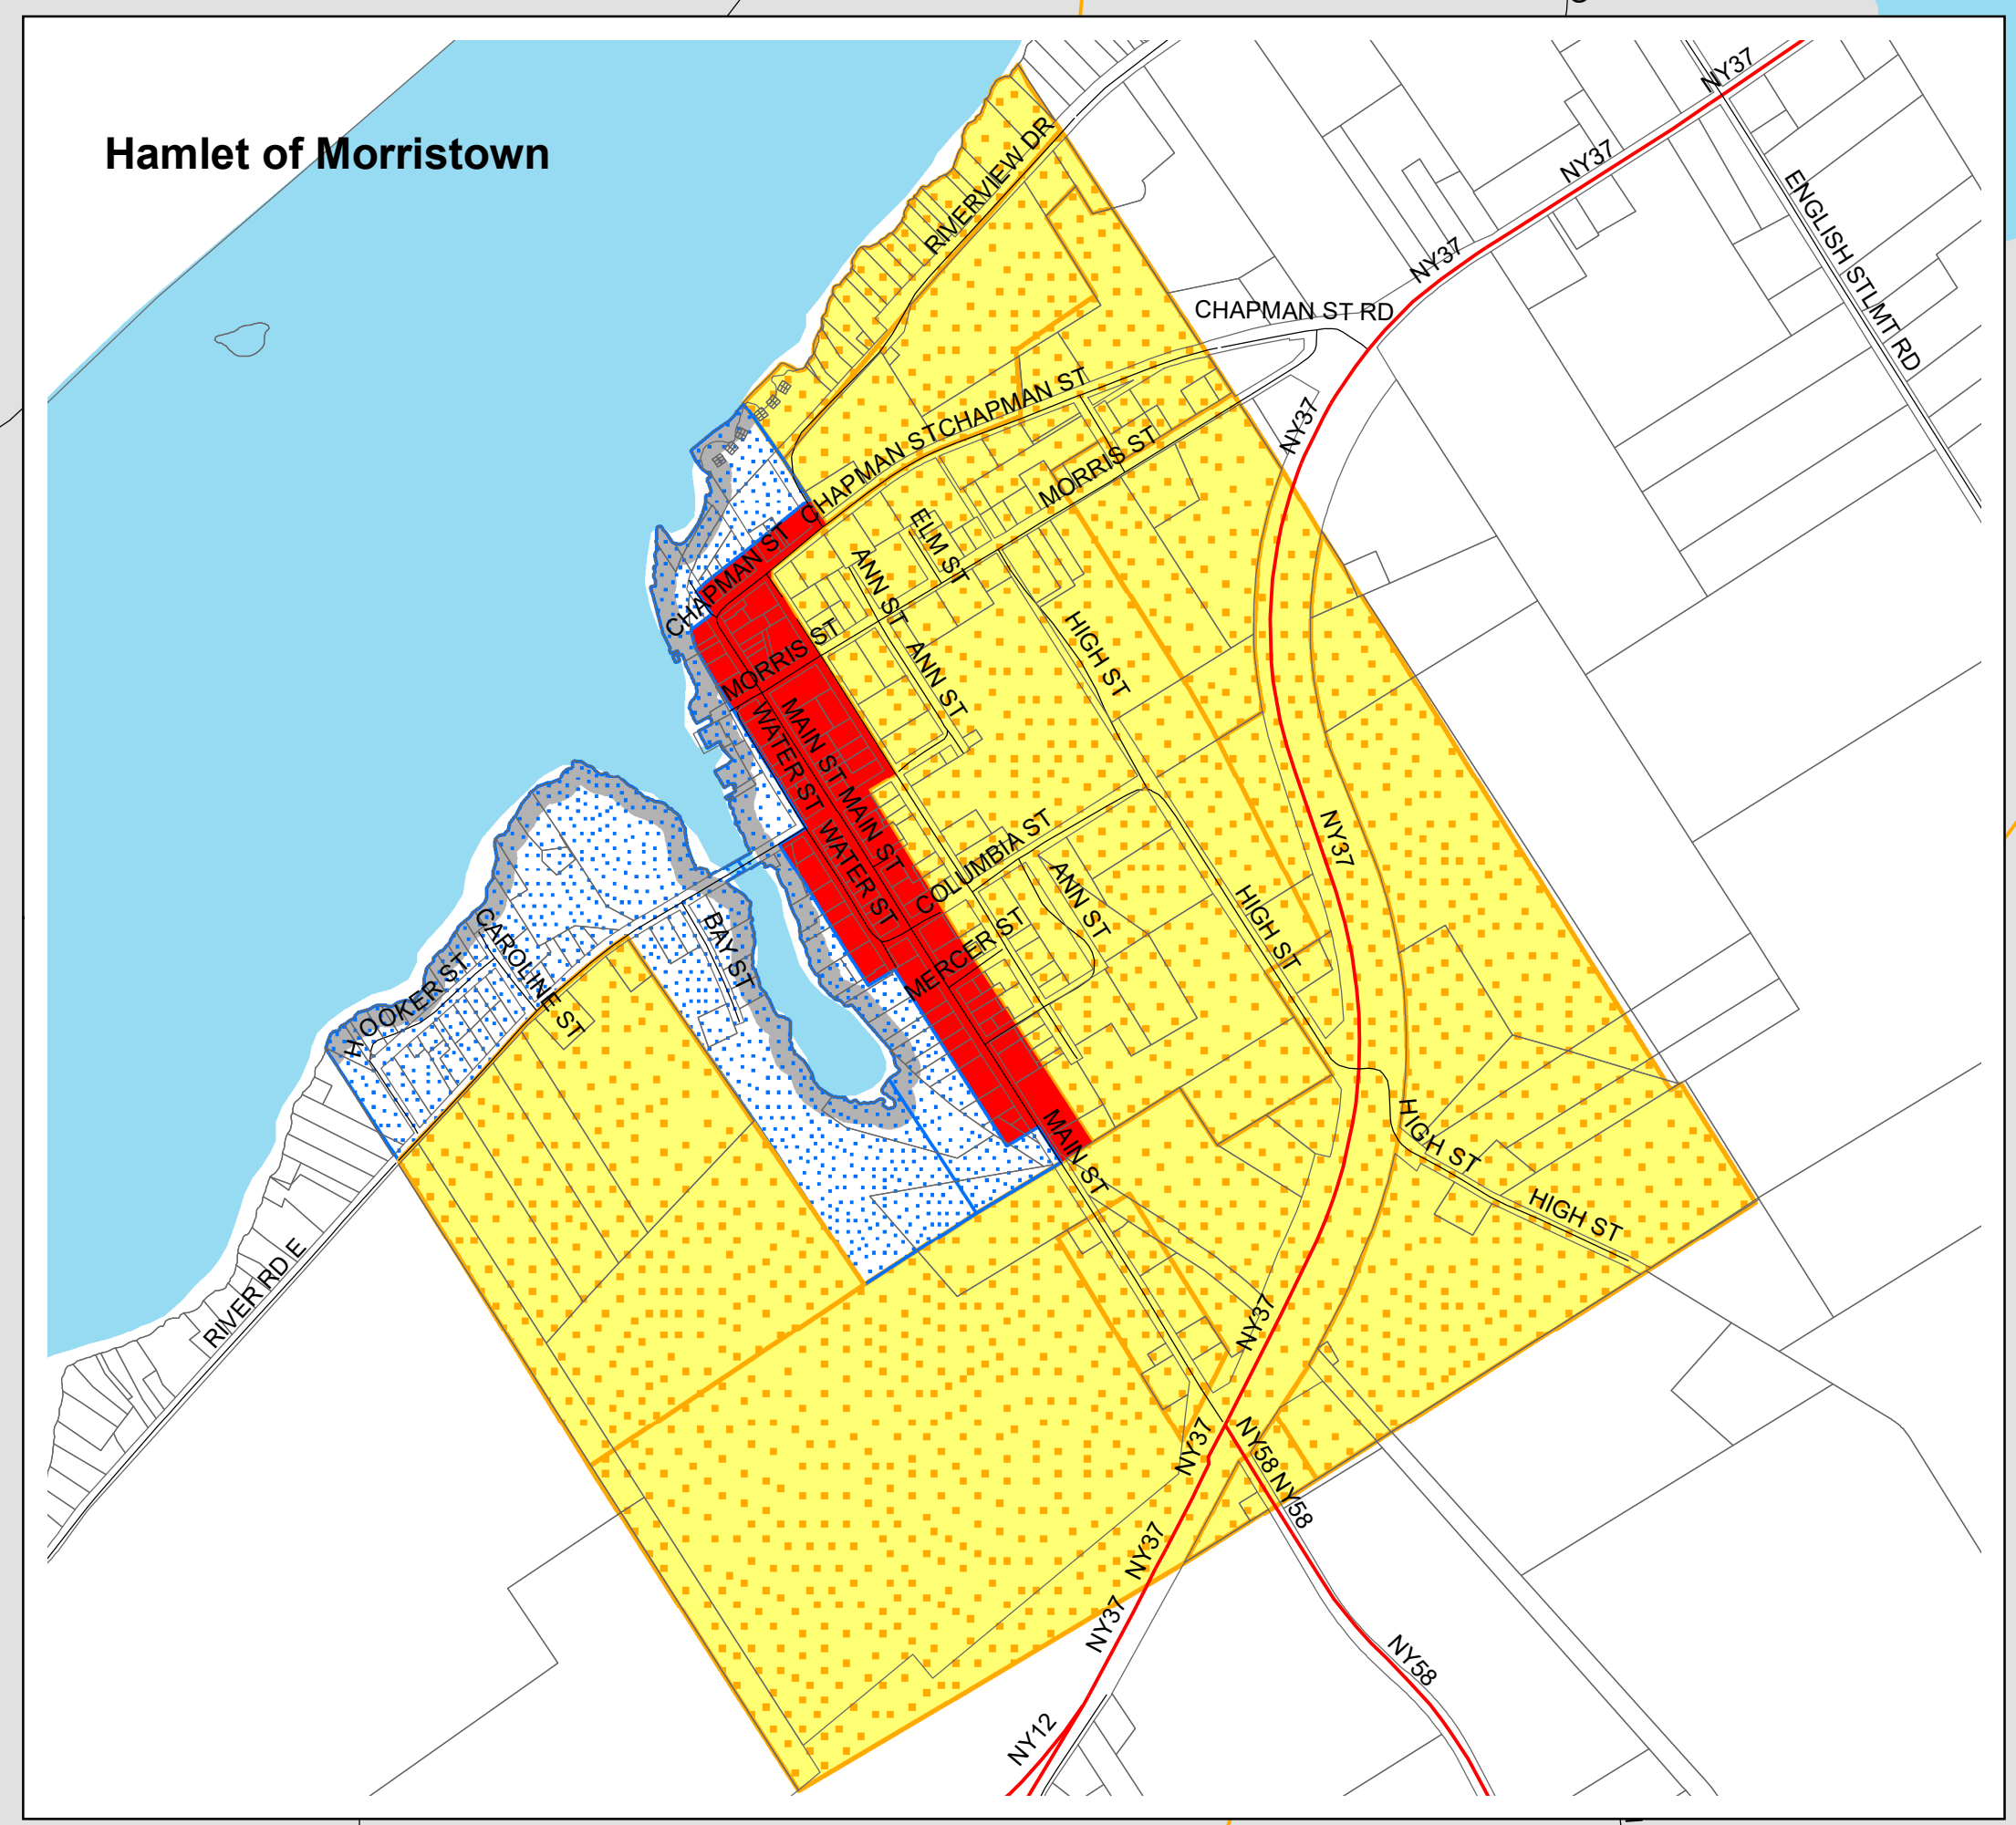 Hamlet of Morristown
NY37
NY37
NY37
ENGLISH STLMT RD
RIVERVIEW DR
CHAPMAN ST RD
NY37
CHAPMAN ST
CHAPMAN ST
MORRIS ST
CHAPMAN ST
ELM ST
ANN ST
MORRIS ST
HIGH ST
ANN ST
MAIN ST
WATER ST
MAIN ST
WATER ST
COLUMBIA ST
NY37
ANN ST
MERCER ST
HIGH ST
BAY ST
CAROLINE ST
HOOKER ST
MAIN ST
HIGH ST
HIGH ST
RIVER RD E
NY37
NY37
NY58
NY58
NY37
NY37
NY58
NY12